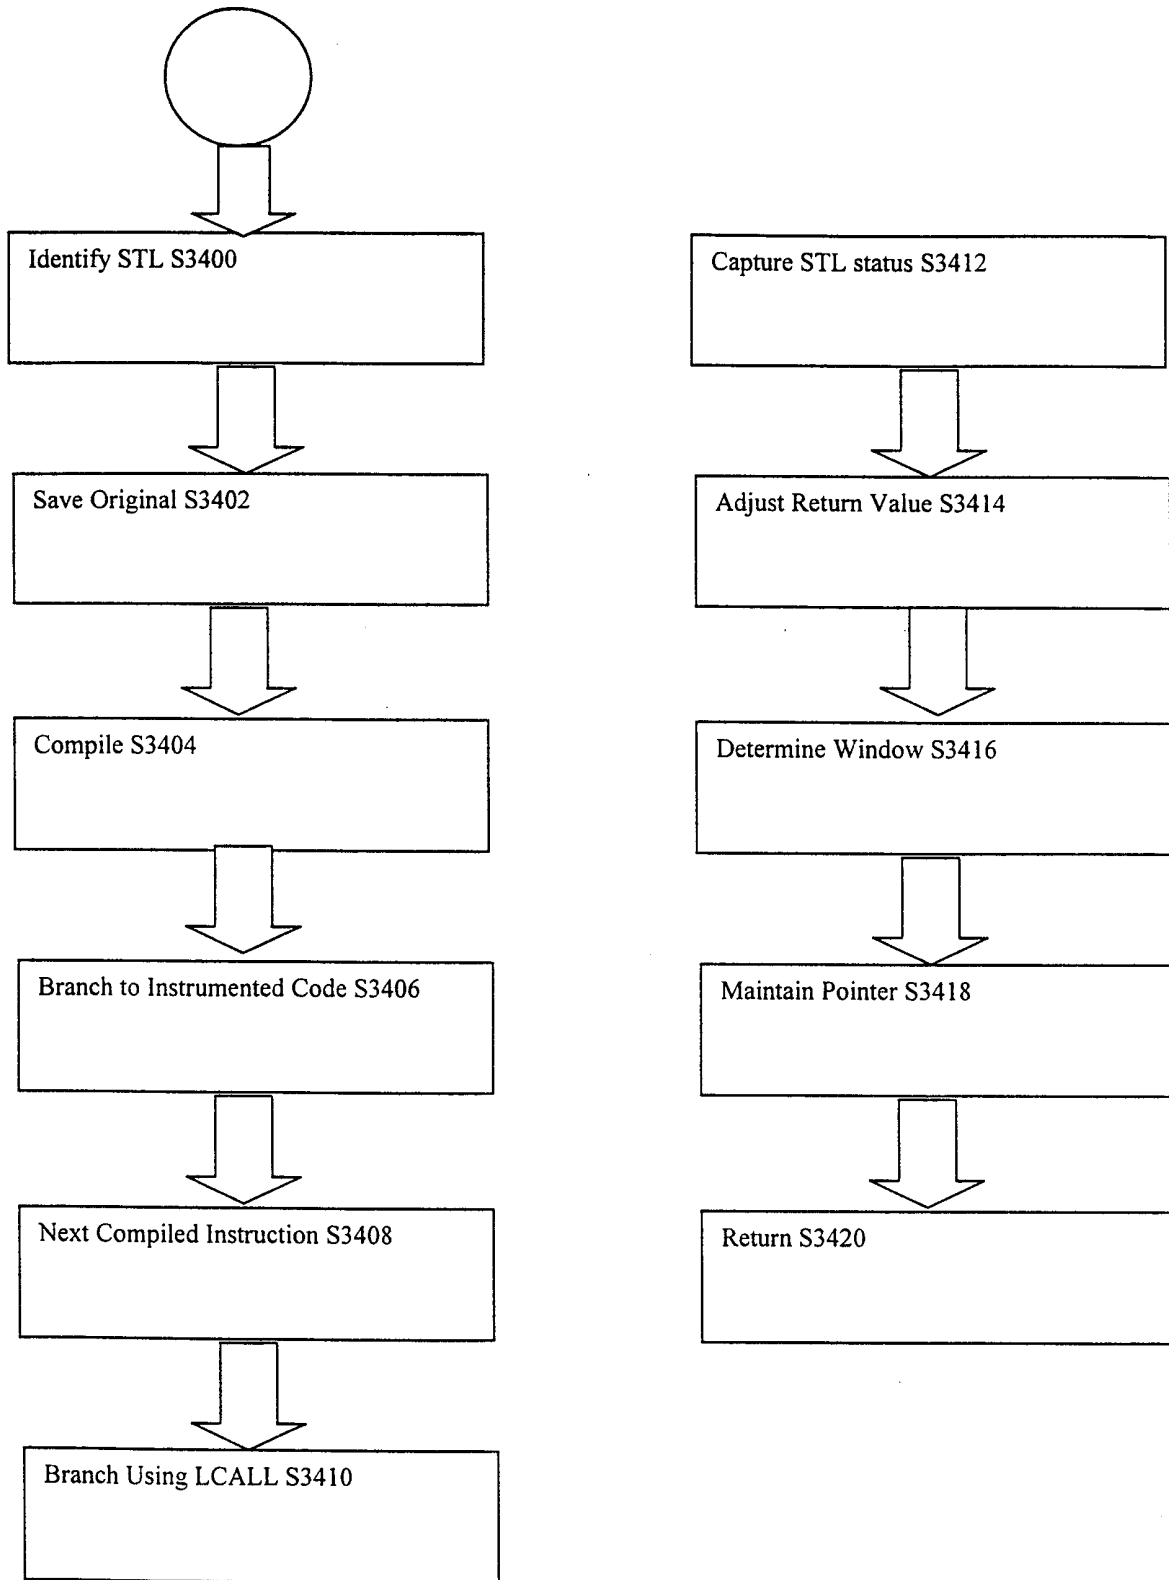 Identify STL S3400
Save Original S3402
Compile S3404
Branch to Instrumented Code S3406
Next Compiled Instruction S3408
Branch Using LCALL S3410
Capture STL status S3412
Adjust Return Value S3414
Determine Window S3416
Maintain Pointer S3418
Return S3420